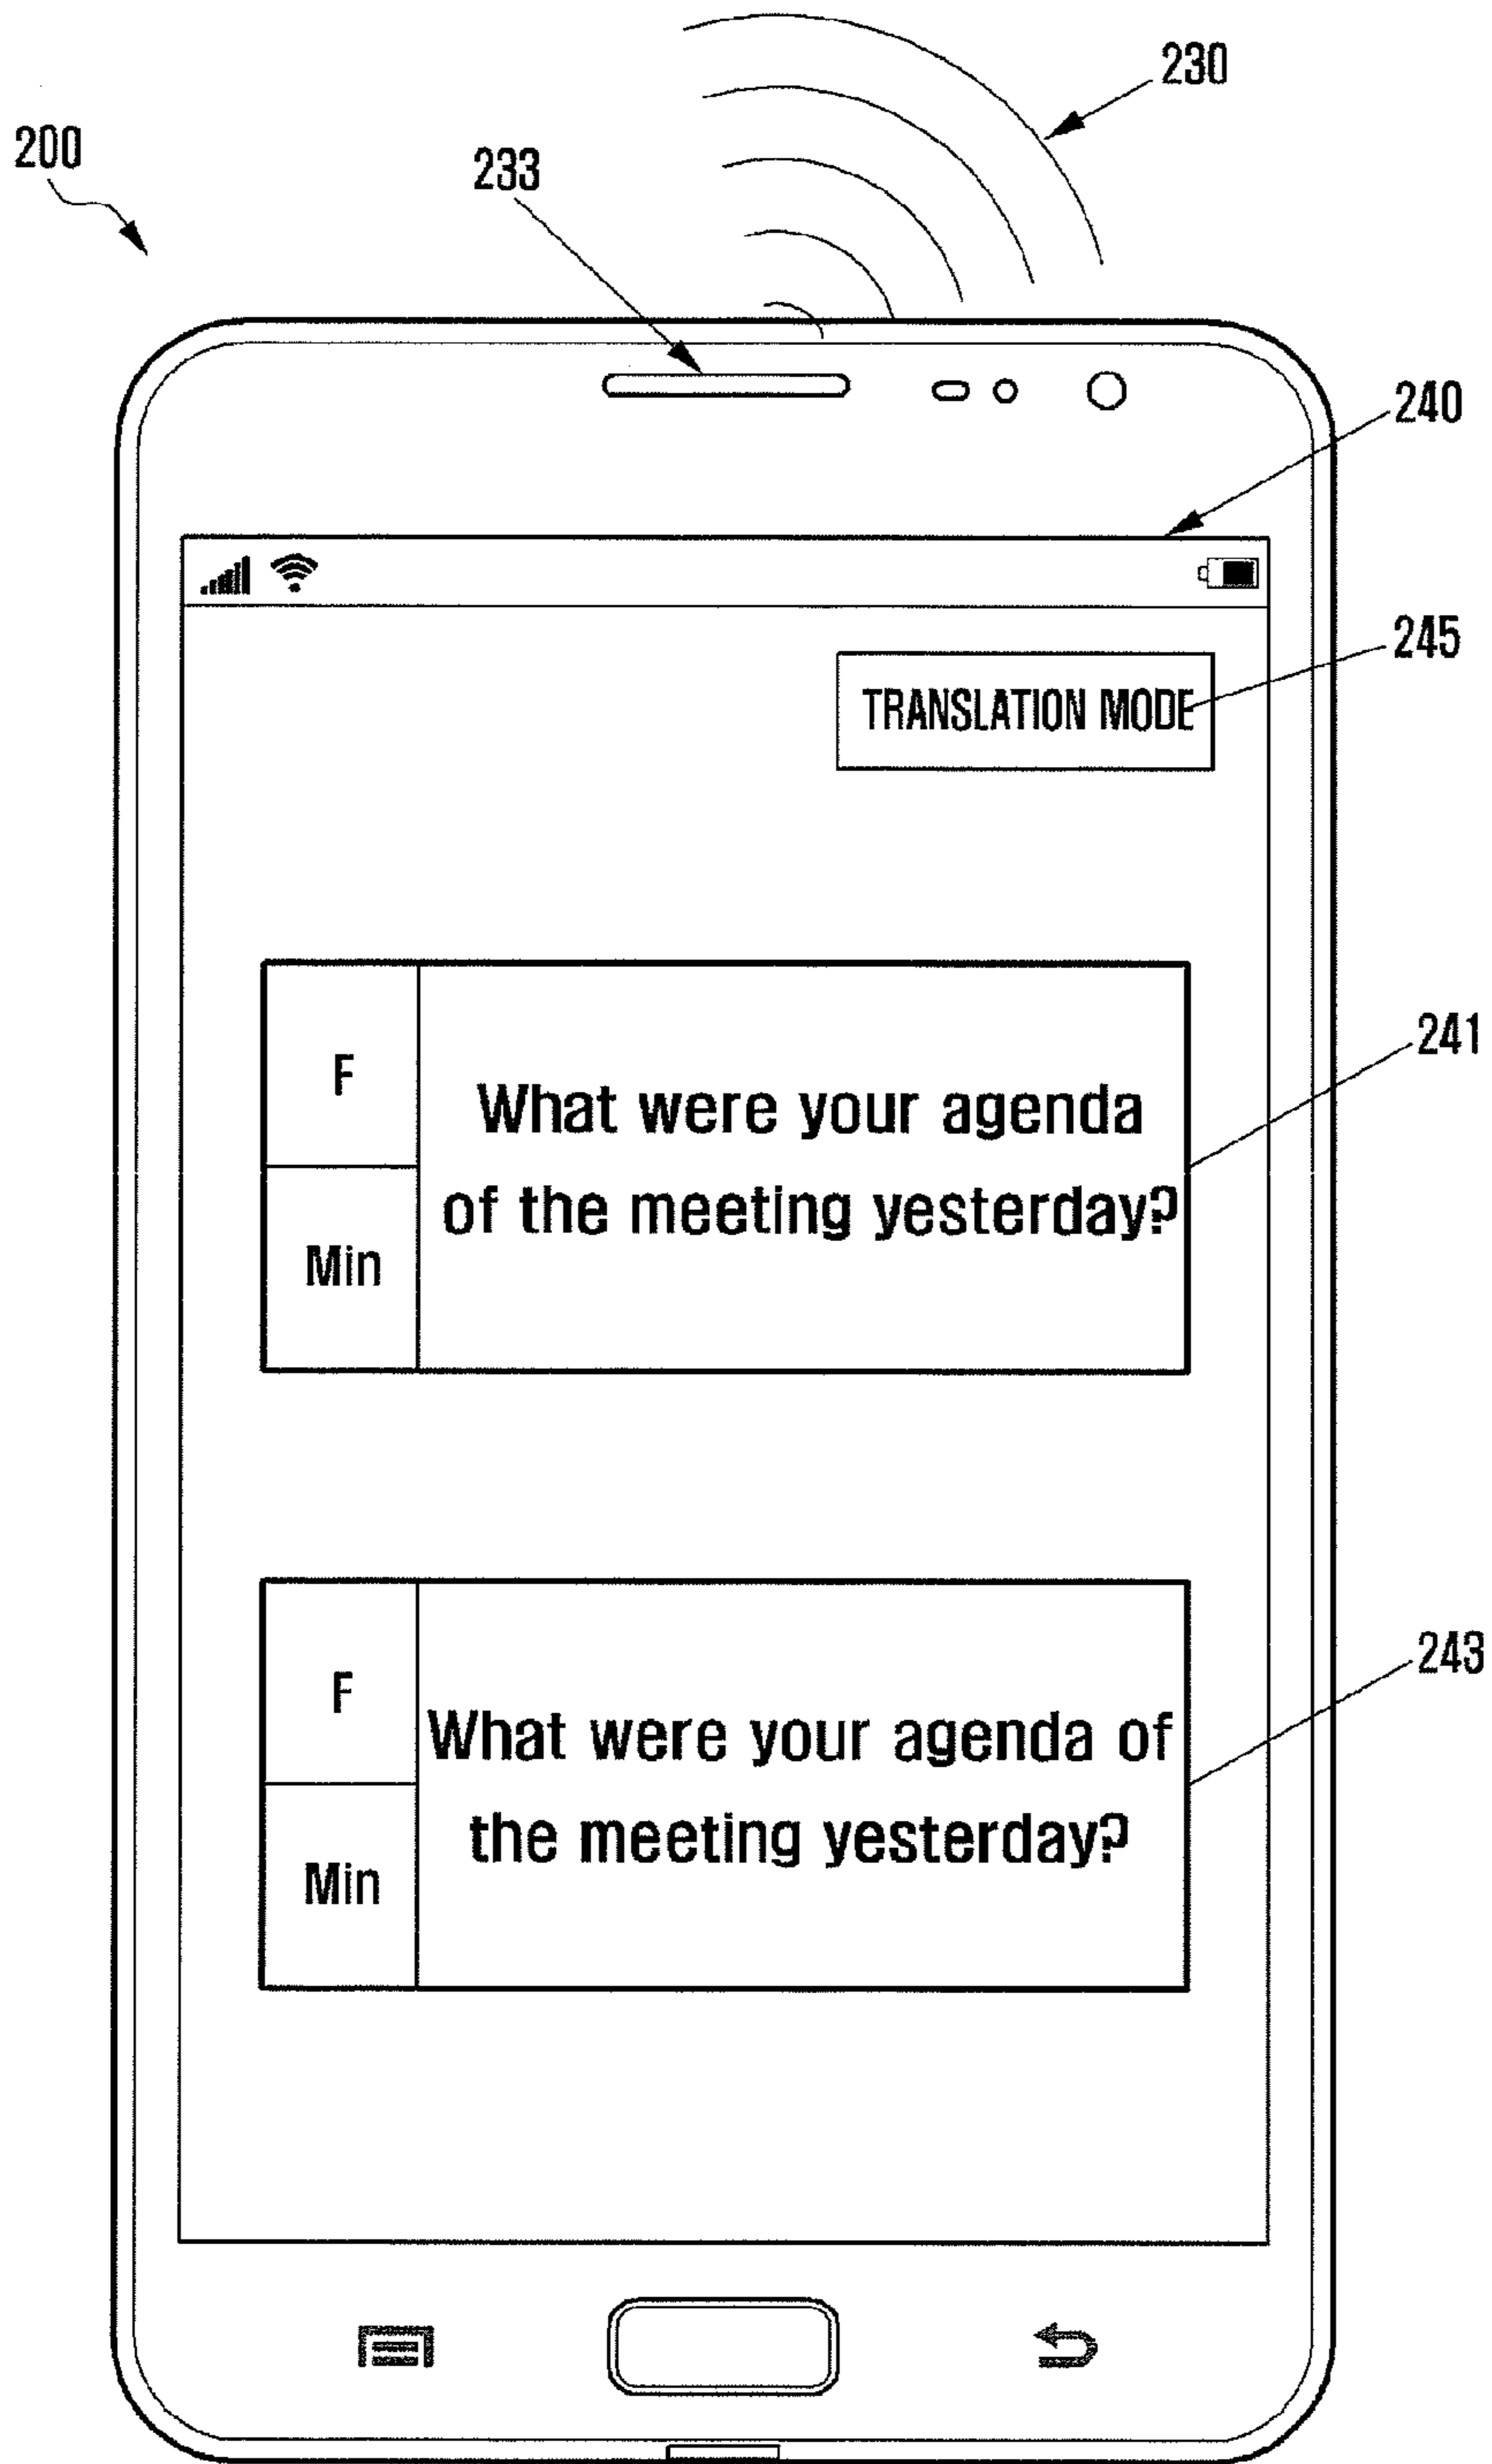 230
200
233
240
245
TRANSLATION MODE
F
Min
What were your agenda
of the meeting yesterday?
241
F
Min
What were your agenda of
the meeting yesterday?
243